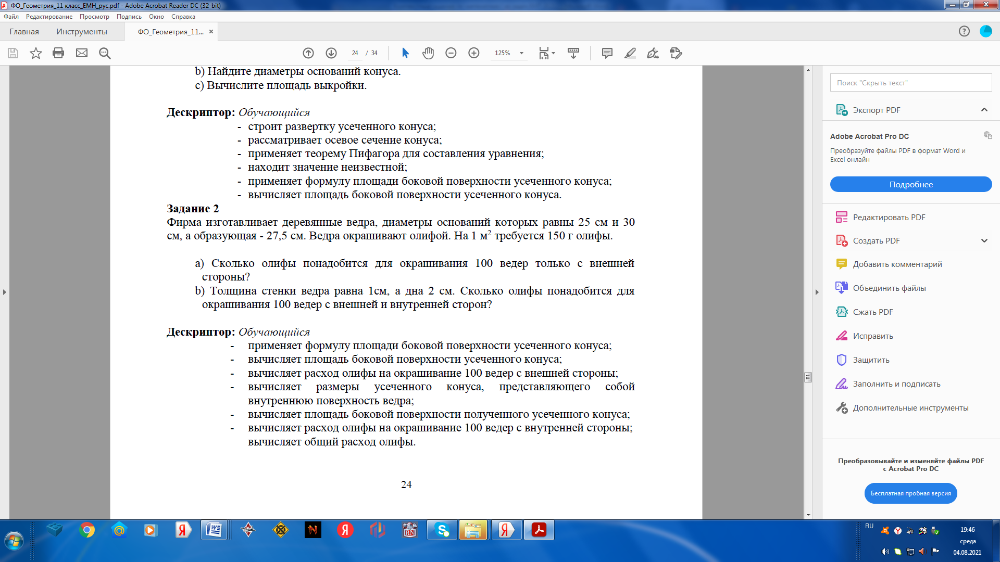 ФО_Геометрия_11 класс_ЕМН_рус.pdf - Adobe Acrobat Reader DC (32-bit)
Файл Редактирование Просмотр Подпись Окно Справка
Главная Инструменты ФО_Геометрия_11...
24 / 34 125%
b) Найдите диаметры оснований конуса.
c) Вычислите площадь выкройки.
Дескриптор: Обучающийся
- строит развертку усеченного конуса;
- рассматривает осевое сечение конуса;
- применяет теорему Пифагора для составления уравнения;
- находит значение неизвестной;
- применяет формулу площади боковой поверхности усеченного конуса;
- вычисляет площадь боковой поверхности усеченного конуса.
Задание 2
Фирма изготавливает деревянные ведра, диаметры оснований которых равны 25 см и 30
см, а образующая - 27,5 см. Ведра окрашивают олифой. На 1 м² требуется 150 г олифы.
a) Сколько олифы понадобится для окрашивания 100 ведер только с внешней
стороны?
b) Толщина стенки ведра равна 1см, а дна 2 см. Сколько олифы понадобится для
окрашивания 100 ведер с внешней и внутренней сторон?
Дескриптор: Обучающийся
- применяет формулу площади боковой поверхности усеченного конуса;
- вычисляет площадь боковой поверхности усеченного конуса;
- вычисляет расход олифы на окрашивание 100 ведер с внешней стороны;
- вычисляет размеры усеченного конуса, представляющего собой
внутреннюю поверхность ведра;
- вычисляет площадь боковой поверхности полученного усеченного конуса;
- вычисляет расход олифы на окрашивание 100 ведер с внутренней стороны;
вычисляет общий расход олифы.
24
Поиск "Скрыть текст"
Экспорт PDF
Adobe Acrobat Pro DC
Преобразуйте файлы PDF в формат Word и
Excel онлайн
Подробнее
Редактировать PDF
Создать PDF
Добавить комментарий
Объединить файлы
Сжать PDF
Исправить
Защитить
Заполнить и подписать
Дополнительные инструменты
Преобразовывайте и изменяйте файлы PDF
с Acrobat Pro DC
Бесплатная пробная версия
RU
19:46
среда
04.08.2021